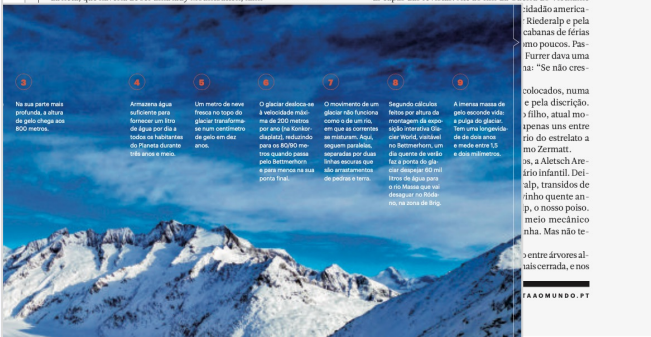 3
Na sua parte mais
profunda, a altura
de gelo chega aos
800 metros.
4
Armazena água
suficiente para
fornecer um litro
de água por dia a
todos os habitantes
do Planeta durante
três anos e meio.
5
Um metro de neve
fresca no topo do
glaciar transforma-
se num centímetro
de gelo em dez
anos.
6
O glaciar desloca-se
à velocidade máxi-
ma de 200 metros
por ano (na Konkor-
diaplatz), reduzindo
para os 80/90 me-
tros quando passa
pelo Bettmerhorn
e para menos na sua
ponta final.
7
O movimento de um
glaciar não funciona
como o de um rio,
em que as correntes
se misturam. Aqui,
seguem paralelas,
separadas por duas
linhas escuras que
são arrastamentos
de pedras e terra.
8
Segundo cálculos
feitos por altura da
montagem da expo-
sição interativa Gla-
cier World, visitável
no Bettmerhorn, um
dia quente de verão
faz a ponta do gla-
ciar despejar 60 mil
litros de água para
o rio Massa que vai
desaguar no Róda-
no, na zona de Brig.
9
A imensa massa de
gelo esconde vida:
a pulga do glaciar.
Tem uma longevida-
de de dois anos
e mede entre 1,5
e dois milímetros.
cidadão america-
Riederalp e pela
cabanas de férias
omo poucos. Pas-
Furrer dava uma
na: “Se não cres-
colocados, numa
e pela discrição.
o filho, atual mo-
apenas uns entre
rio do estrelato a
mo Zermatt.
os, a Aletsch Are-
ário infantil. Dei-
ralp, transidos de
vinho quente an-
lp, o nosso poiso.
meio mecânico
nha. Mas não te-
o entre árvores al-
mais cerrada, e nos
TAAOMUNDO.PT